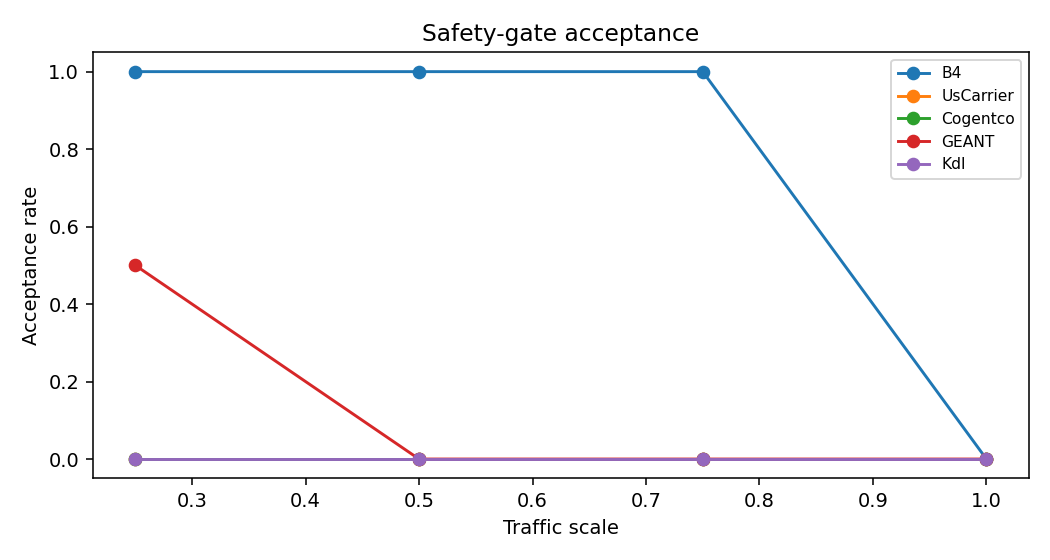 Safety-gate acceptance
B4
UsCarrier
Cogentco
GEANT
Kdl
Acceptance rate
1.0
0.8
0.6
0.4
0.2
0.0
0.3 0.4 0.5 0.6 0.7 0.8 0.9 1.0
Traffic scale